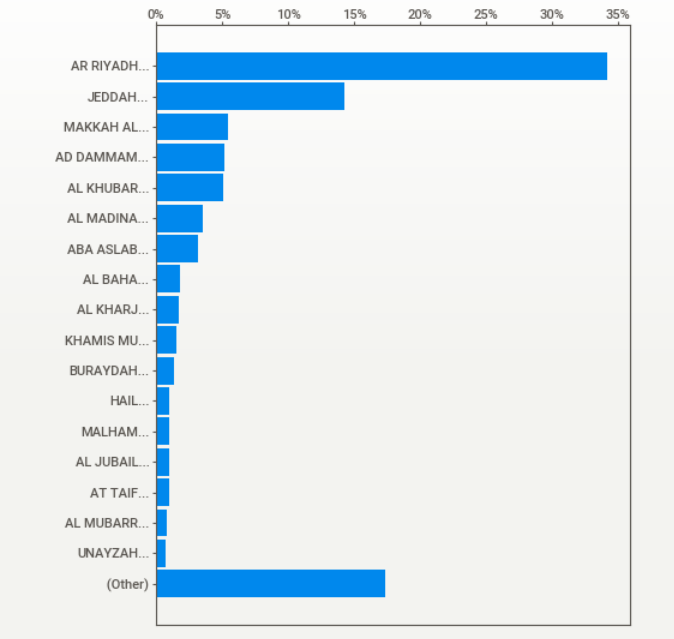 0% 5% 10% 15% 20% 25% 30% 35%
AR RIYADH...
JEDDAH...
MAKKAH AL...
AD DAMMAM...
AL KHUBAR...
AL MADINA...
ABA ASLAB...
AL BAHA...
AL KHARJ...
KHAMIS MU...
BURAYDAH...
HAIL...
MALHAM...
AL JUBAIL...
AT TAIF...
AL MUBARR...
UNAYZAH...
(Other)